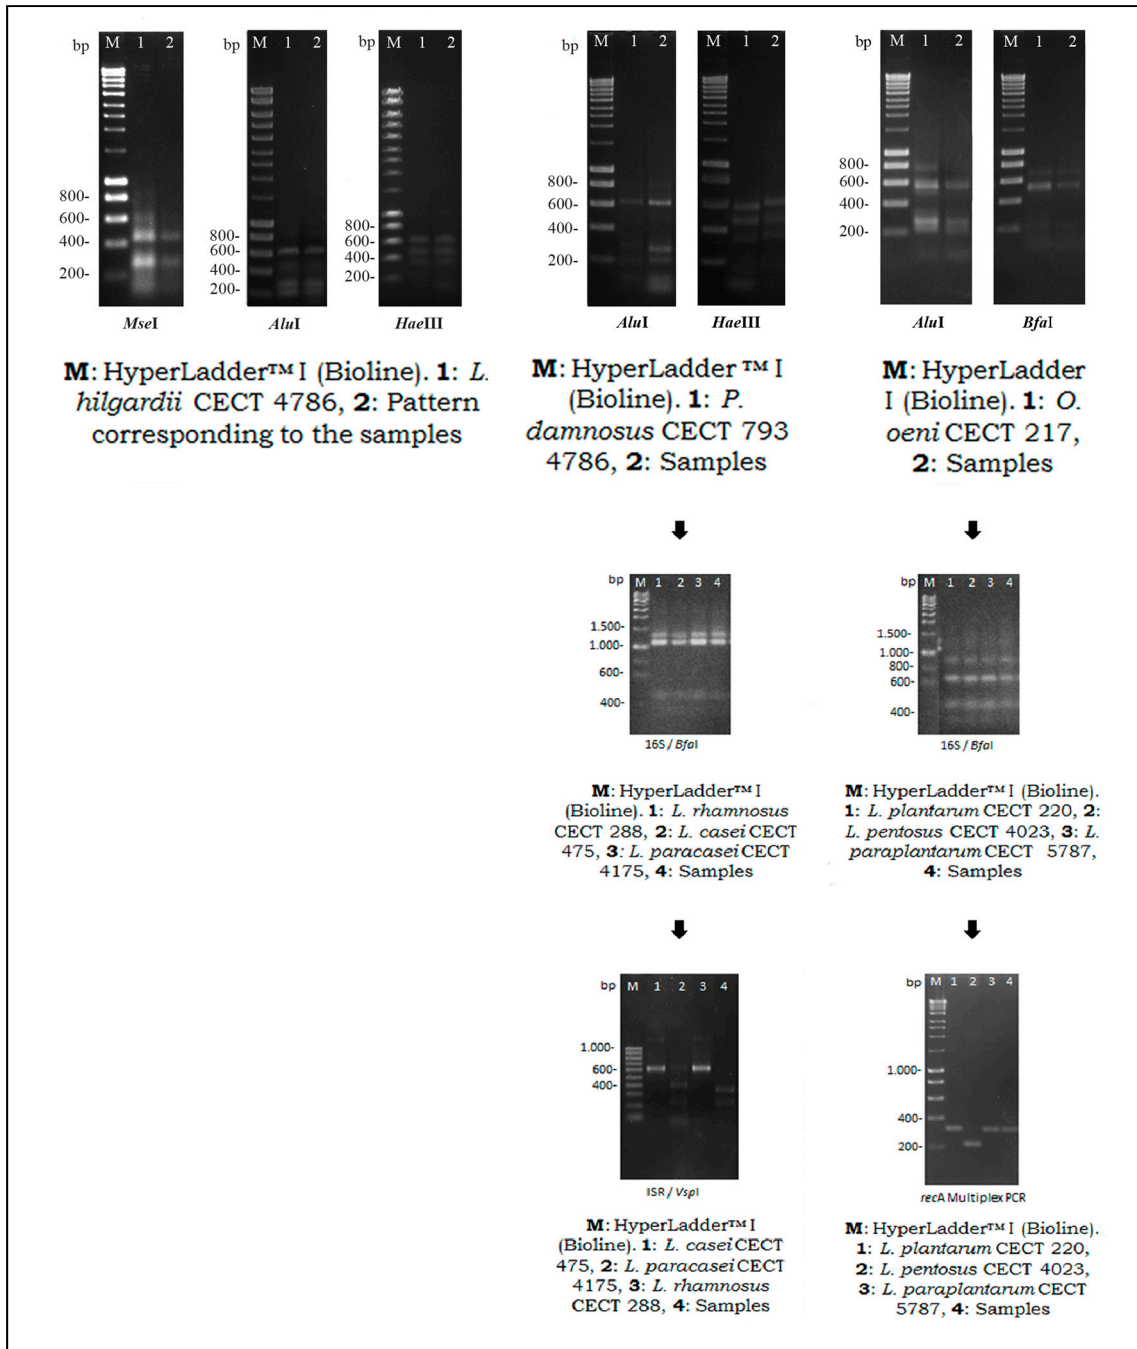 bp M 1 2
800-
600-
400-
200-
MseI
bp M 1 2
800-
600-
400-
200-
AluI
bp M 1 2
800-
600-
400-
200-
HaeIII
M: HyperLadder™ I (Bioline). 1: L.
hilgardii CECT 4786, 2: Pattern
corresponding to the samples
bp M 1 2
800-
600-
400-
200-
AluI
M 1 2
HaeIII
M: HyperLadder ™ I
(Bioline). 1: P.
damnosus CECT 793
4786, 2: Samples
bp M 1 2
800-
600-
400-
200-
AluI
M 1 2
BfaI
M: HyperLadder
I (Bioline). 1: O.
oeni CECT 217,
2: Samples
bp M 1 2 3 4
1.500-
1.000-
600-
400-
16S / BfaI
M: HyperLadder™ I
(Bioline). 1: L. rhamnosus
CECT 288, 2: L. casei CECT
475, 3: L. paracasei CECT
4175, 4: Samples
bp M 1 2 3 4
1.500-
1.000-
800-
600-
400-
16S / BfaI
M: HyperLadder™ I (Bioline).
1: L. plantarum CECT 220, 2:
L. pentosus CECT 4023, 3: L.
paraplantarum CECT 5787,
4: Samples
bp M 1 2 3 4
1.000-
600-
400-
ISR / VspI
M: HyperLadder™ I
(Bioline). 1: L. casei CECT
475, 2: L. paracasei CECT
4175, 3: L. rhamnosus
CECT 288, 4: Samples
bp M 1 2 3 4
1.000-
400-
200-
recA Multiplex PCR
M: HyperLadder™ I (Bioline).
1: L. plantarum CECT 220,
2: L. pentosus CECT 4023,
3: L. paraplantarum CECT
5787, 4: Samples